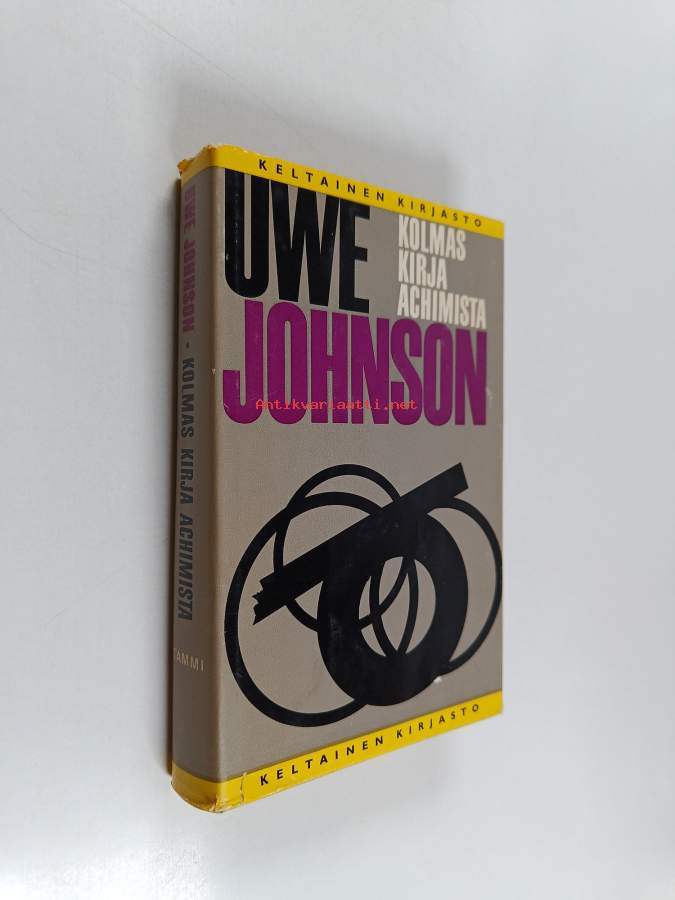 KELTAINEN KIRJASTO
UWE
JOHNSON
KOLMAS
KIRJA
ACHIMISTA
Antikvariaatti.net
KELTAINEN KIRJASTO
UWE JOHNSON • KOLMAS KIRJA ACHIMISTA
TAMMI